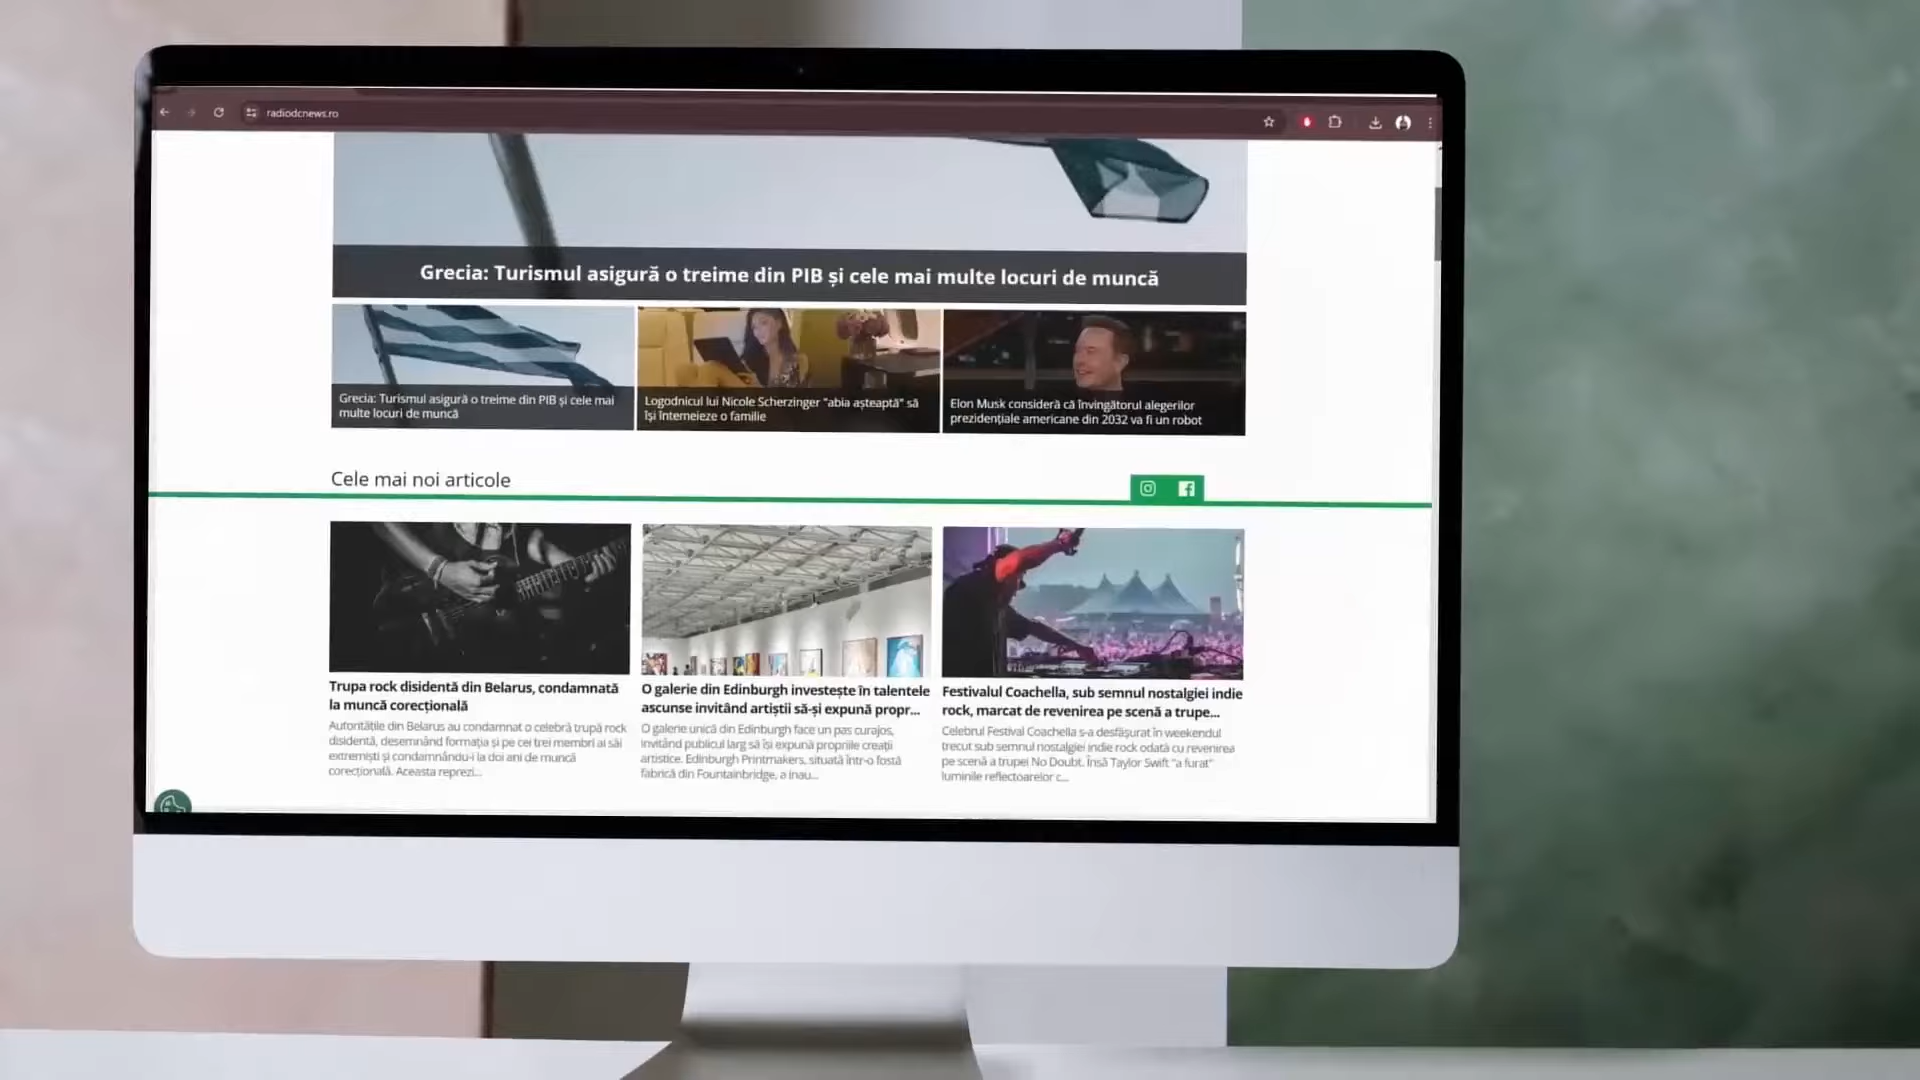 radiodcnews.ro
Grecia: Turismul asigură o treime din PIB și cele mai multe locuri de muncă
Grecia: Turismul asigură o treime din PIB și cele mai
multe locuri de muncă
Logodnicul lui Nicole Scherzinger "abia așteaptă" să
își întemeieze o familie
Elon Musk consideră că învingătorul alegerilor
prezidențiale americane din 2032 va fi un robot
Cele mai noi articole
Trupa rock disidentă din Belarus, condamnată
la muncă corecțională
Autoritățile din Belarus au condamnat o celebră trupă rock
disidentă, desemnând formația și pe cei trei membri ai săi
extremiști și condamnându-i la doi ani de muncă
corecțională. Aceasta reprezi...
O galerie din Edinburgh investește în talentele
ascunse invitând artiștii să-și expună propr...
O galerie unică din Edinburgh face un pas curajos,
invitând publicul larg să își expună propriile creații
artistice. Edinburgh Printmakers, situată într-o fostă
fabrică din Fountainbridge, a inau...
Festivalul Coachella, sub semnul nostalgiei indie
rock, marcat de revenirea pe scenă a trupe...
Celebrul Festival Coachella s-a desfășurat în weekendul
trecut sub semnul nostalgiei indie rock odată cu revenirea
pe scenă a trupei No Doubt. Însă Taylor Swift "a furat"
luminile reflectoarelor c...